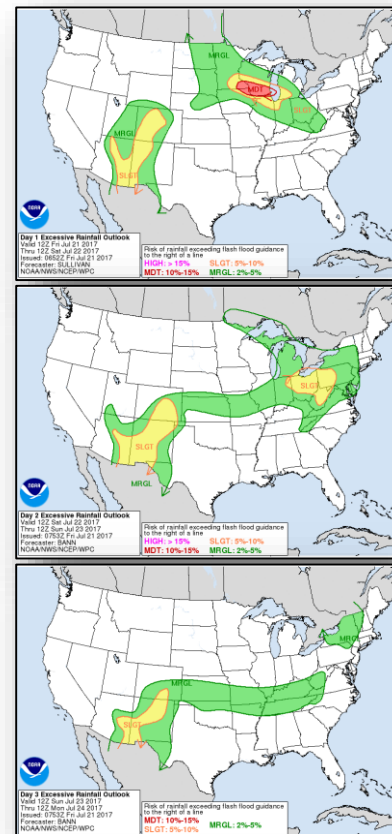 MRGL
MDT
SLGT
MRGL
SLGT
noaa
Day 1 Excessive Rainfall Outlook
Valid 12Z Fri Jul 21 2017
Thru 12Z Sat Jul 22 2017
Issued: 0652Z Fri Jul 21 2017
Forecaster: SULLIVAN
NOAA/NWS/NCEP/WPC
Risk of rainfall exceeding flash flood guidance
to the right of a line
HIGH: > 15% SLGT: 5%-10%
MDT: 10%-15% MRGL: 2%-5%
SLGT
SLGT
MRGL
noaa
Day 2 Excessive Rainfall Outlook
Valid 12Z Sat Jul 22 2017
Thru 12Z Sun Jul 23 2017
Issued: 0753Z Fri Jul 21 2017
Forecaster: BANN
NOAA/NWS/NCEP/WPC
Risk of rainfall exceeding flash flood guidance
to the right of a line
HIGH: > 15% SLGT: 5%-10%
MDT: 10%-15% MRGL: 2%-5%
MRGL
MRGL
SLGT
noaa
Day 3 Excessive Rainfall Outlook
Valid 12Z Sun Jul 23 2017
Thru 12Z Mon Jul 24 2017
Issued: 0753Z Fri Jul 21 2017
Forecaster: BANN
NOAA/NWS/NCEP/WPC
Risk of rainfall exceeding flash flood guidance
to the right of a line
MDT: 10%-15% MRGL: 2%-5%
SLGT: 5%-10%